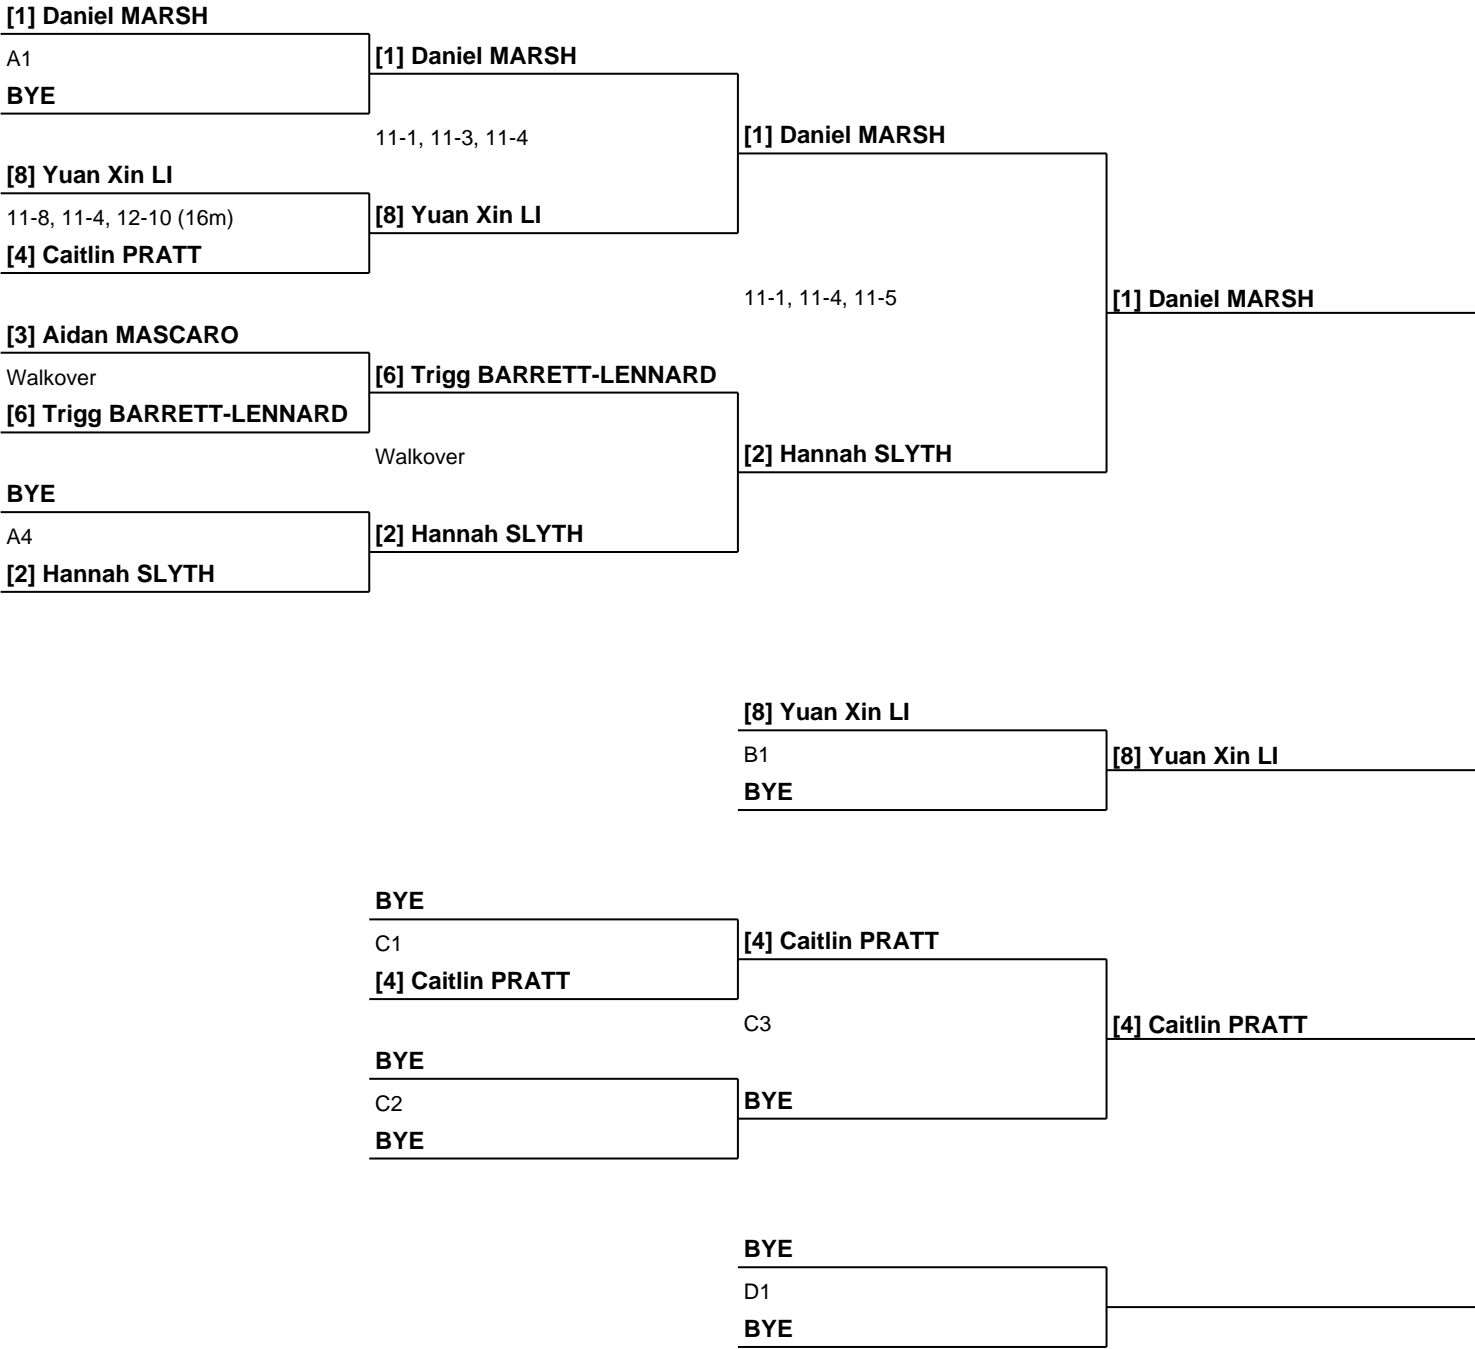 [1] Daniel MARSH
A1
BYE
[1] Daniel MARSH
11-1, 11-3, 11-4
[1] Daniel MARSH
[8] Yuan Xin LI
11-8, 11-4, 12-10 (16m)
[4] Caitlin PRATT
[8] Yuan Xin LI
11-1, 11-4, 11-5
[1] Daniel MARSH
[3] Aidan MASCARO
Walkover
[6] Trigg BARRETT-LENNARD
[6] Trigg BARRETT-LENNARD
Walkover
[2] Hannah SLYTH
BYE
A4
[2] Hannah SLYTH
[2] Hannah SLYTH
[8] Yuan Xin LI
B1
BYE
[8] Yuan Xin LI
BYE
C1
[4] Caitlin PRATT
[4] Caitlin PRATT
C3
[4] Caitlin PRATT
BYE
C2
BYE
BYE
BYE
D1
BYE